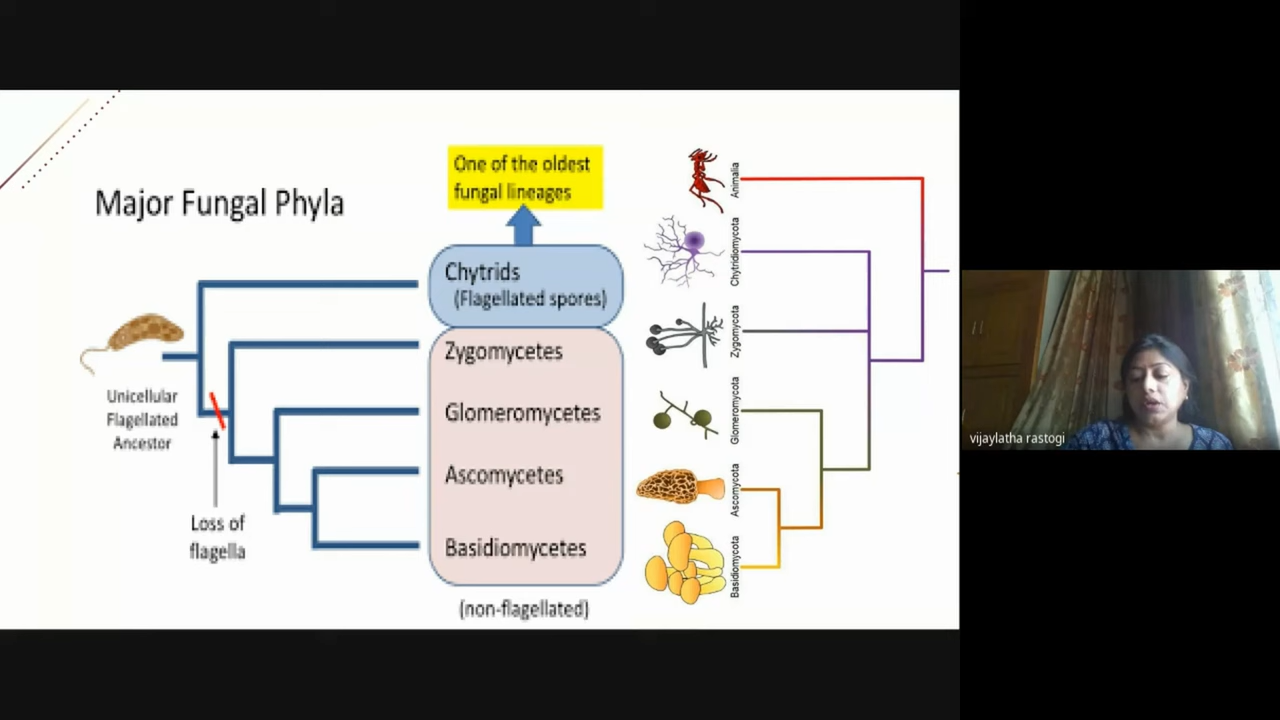 Major Fungal Phyla
One of the oldest
fungal lineages
Chytrids
(Flagellated spores)
Zygomycetes
Glomeromycetes
Ascomycetes
Basidiomycetes
(non-flagellated)
Unicellular
Flagellated
Ancestor
Loss of
flagella
Animalia
Chytridiomycota
Zygomycota
Glomeromycota
Ascomycota
Basidiomycota
vijaylatha rastogi